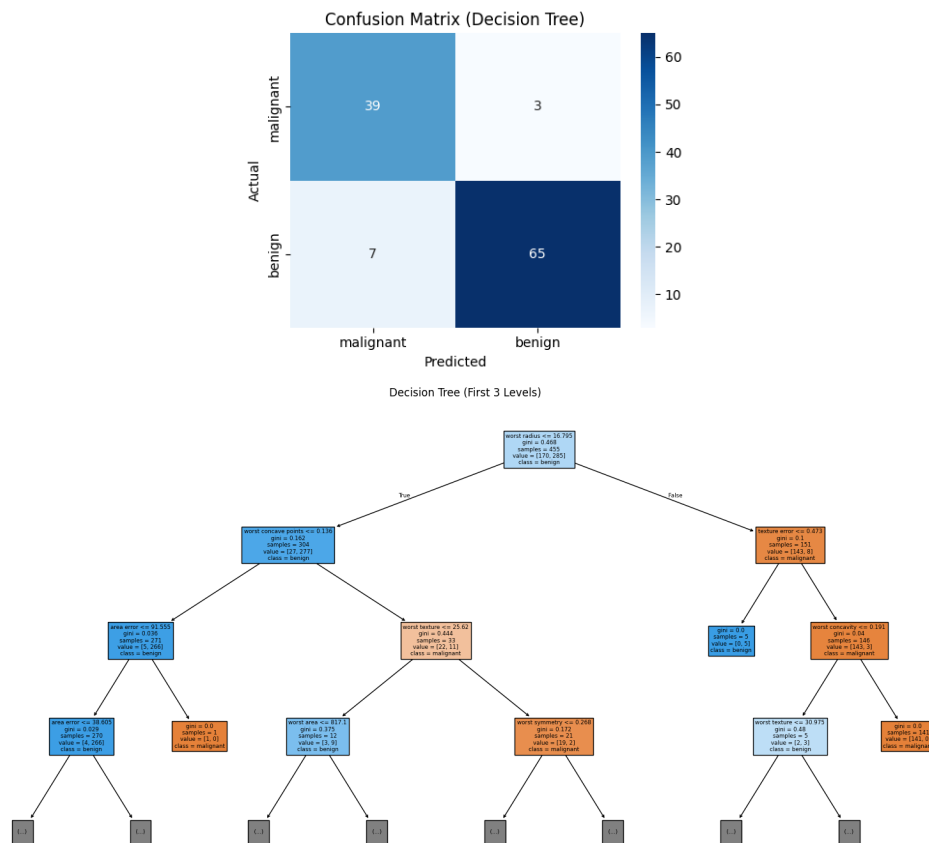 Confusion Matrix (Decision Tree)
malignant
benign
Actual
39
3
7
65
malignant
benign
Predicted
60
50
40
30
20
10
Decision Tree (First 3 Levels)
worst radius <= 16.795
gini = 0.468
samples = 455
value = [170, 285]
class = benign
True
False
worst concave points <= 0.136
gini = 0.162
samples = 304
value = [27, 277]
class = benign
texture error <= 0.473
gini = 0.1
samples = 151
value = [143, 8]
class = malignant
area error <= 91.555
gini = 0.036
samples = 271
value = [5, 266]
class = benign
worst texture <= 25.62
gini = 0.444
samples = 33
value = [22, 11]
class = malignant
gini = 0.0
samples = 5
value = [0, 5]
class = benign
worst concavity <= 0.191
gini = 0.04
samples = 146
value = [143, 3]
class = malignant
area error <= 38.605
gini = 0.029
samples = 270
value = [4, 266]
class = benign
gini = 0.0
samples = 1
value = [1, 0]
class = malignant
worst area <= 817.1
gini = 0.375
samples = 12
value = [3, 9]
class = benign
worst symmetry <= 0.268
gini = 0.172
samples = 21
value = [19, 2]
class = malignant
worst texture <= 30.975
gini = 0.48
samples = 5
value = [2, 3]
class = benign
gini = 0.0
samples = 141
value = [141, 0
class = malignan
(...)
(...)
(...)
(...)
(...)
(...)
(...)
(...)